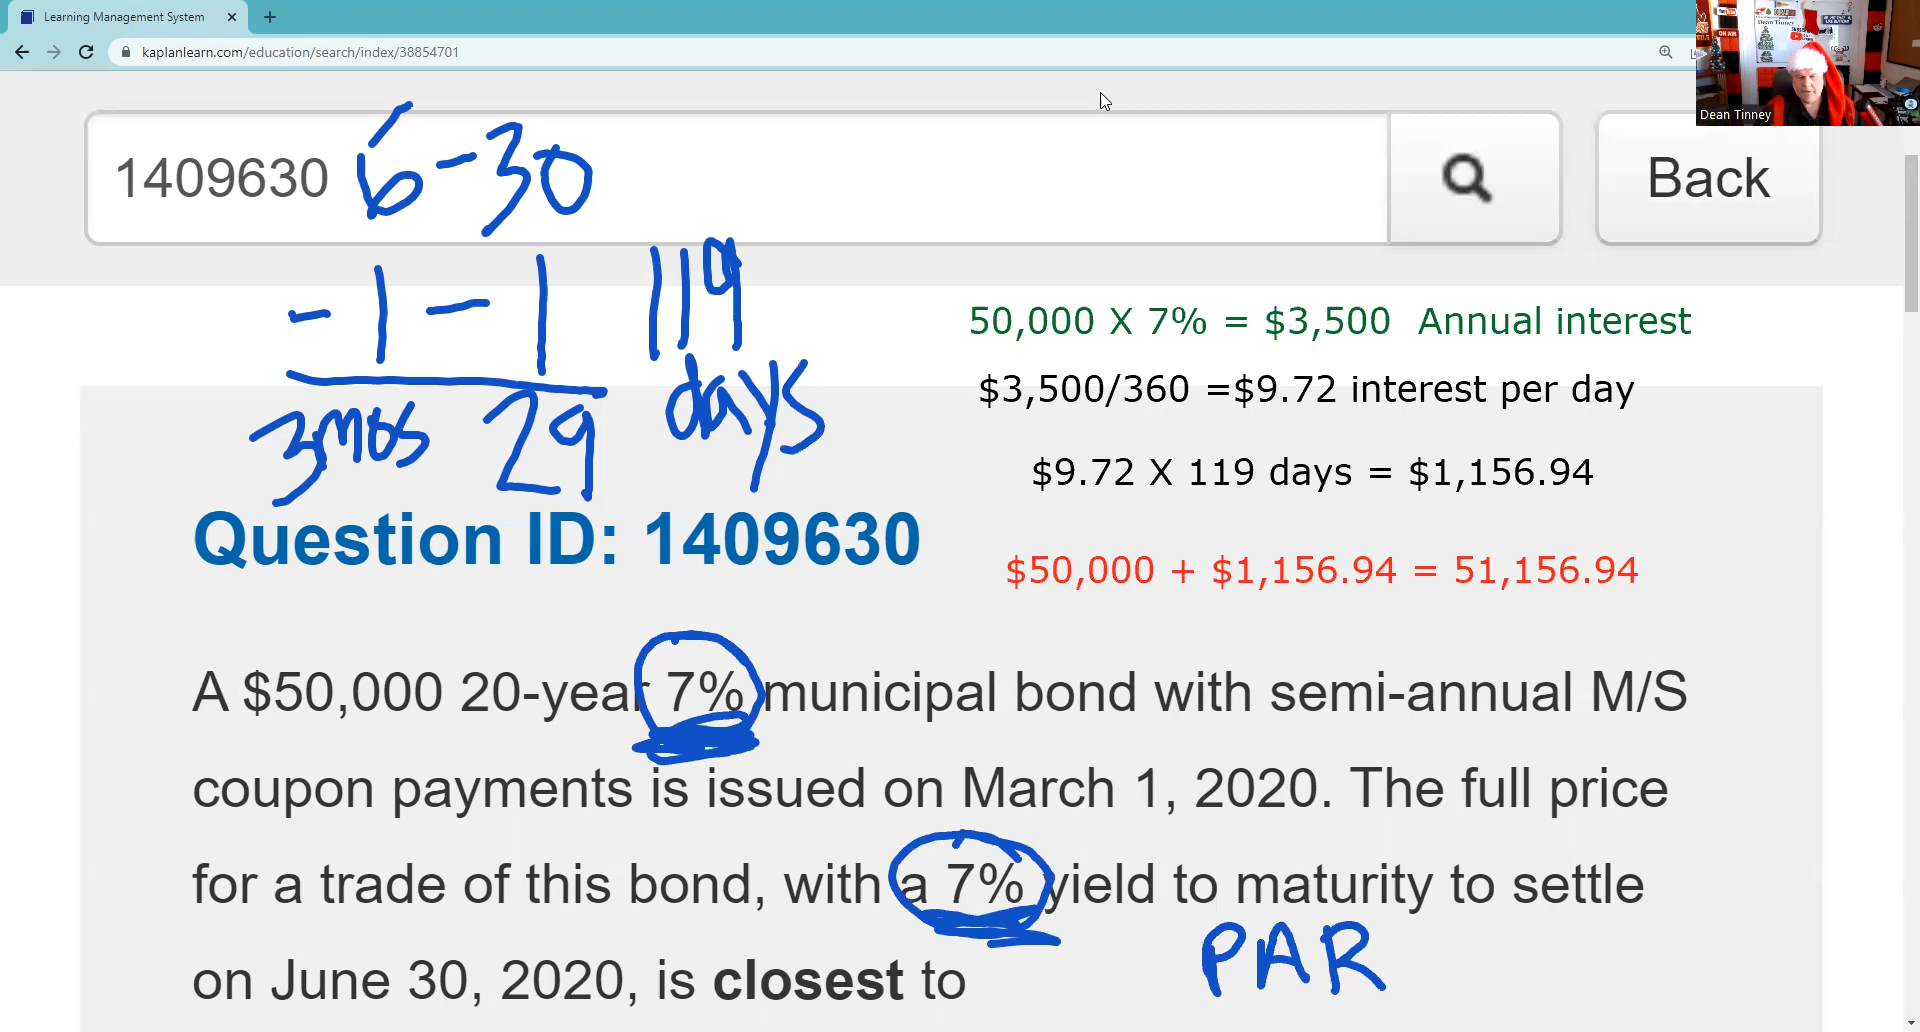 Learning Management System
kaplanlearn.com/education/search/index/38854701
Dean Tinney
ON AIR
Dean Tinney
1409630
6-30
Back
- 1 - 1
119
days
3mos 29
50,000 X 7% = $3,500 Annual interest
$3,500/360 =$9.72 interest per day
$9.72 X 119 days = $1,156.94
$50,000 + $1,156.94 = 51,156.94
Question ID: 1409630
A $50,000 20-year 7% municipal bond with semi-annual M/S
coupon payments is issued on March 1, 2020. The full price
for a trade of this bond, with a 7% yield to maturity to settle
on June 30, 2020, is closest to
PAR